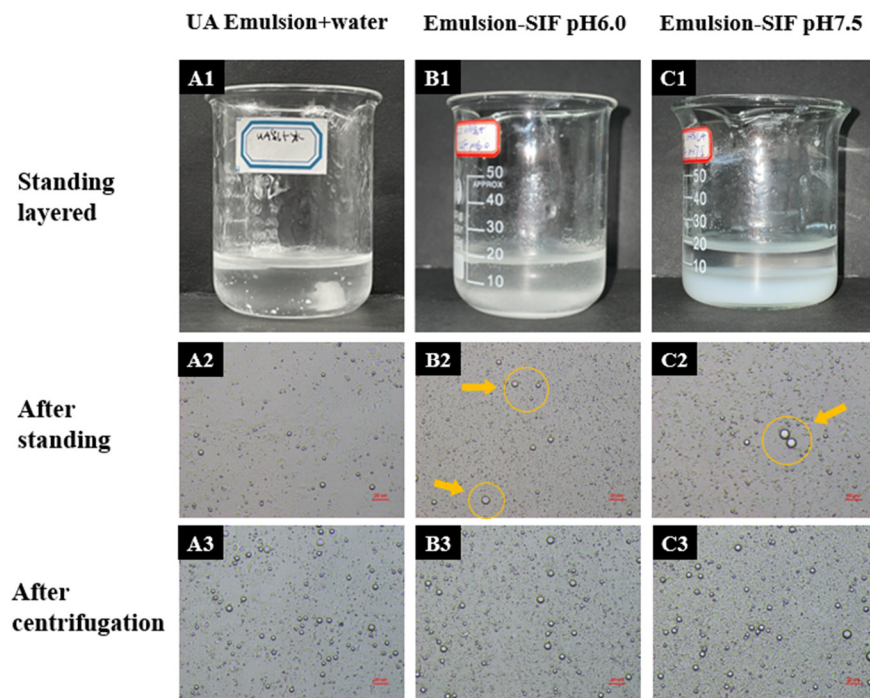 UA Emulsion+water
Emulsion-SIF pH6.0
Emulsion-SIF pH7.5
Standing
layered
A1
B1
50
APPROX
40
30
20
10
C1
50
40
30
20
10
After
standing
A2
B2
C2
After
centrifugation
A3
B3
C3